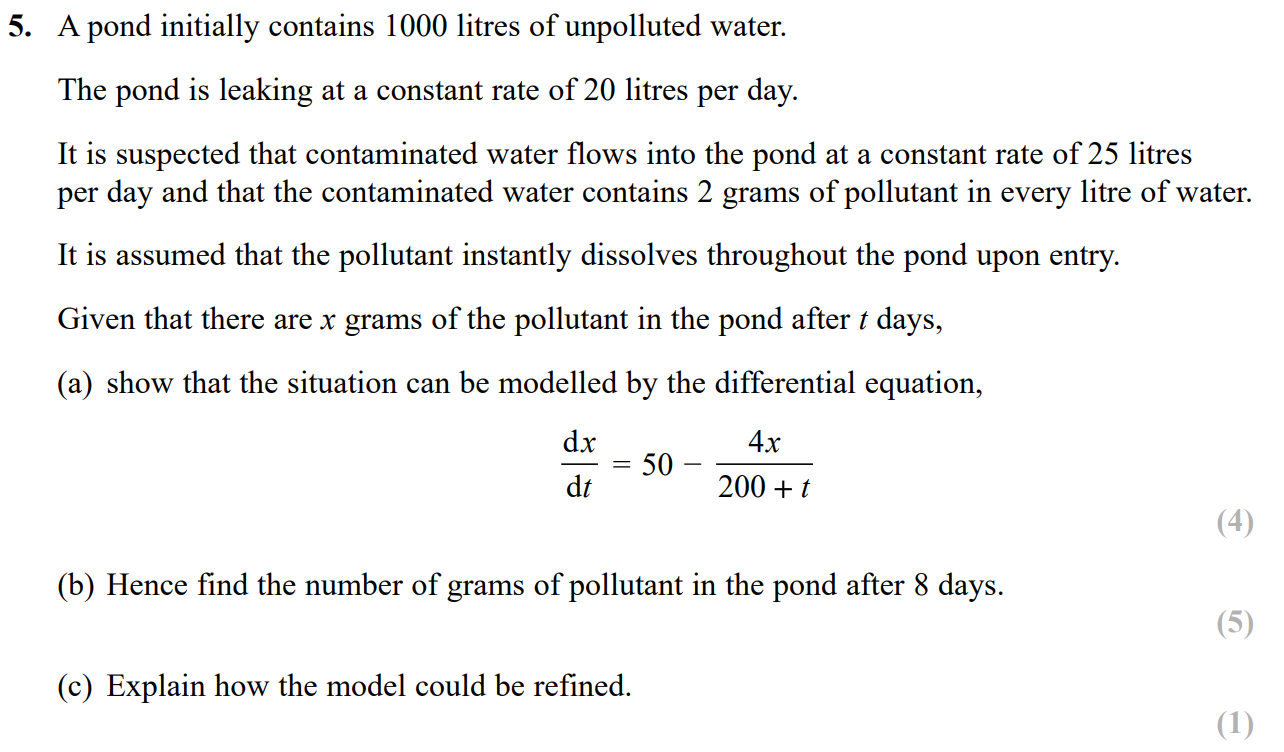 5. A pond initially contains 1000 litres of unpolluted water.
The pond is leaking at a constant rate of 20 litres per day.
It is suspected that contaminated water flows into the pond at a constant rate of 25 litres
per day and that the contaminated water contains 2 grams of pollutant in every litre of water.
It is assumed that the pollutant instantly dissolves throughout the pond upon entry.
Given that there are x grams of the pollutant in the pond after t days,
(a) show that the situation can be modelled by the differential equation,
dx/dt = 50 − 4x/(200 + t)
(4)
(b) Hence find the number of grams of pollutant in the pond after 8 days.
(5)
(c) Explain how the model could be refined.
(1)